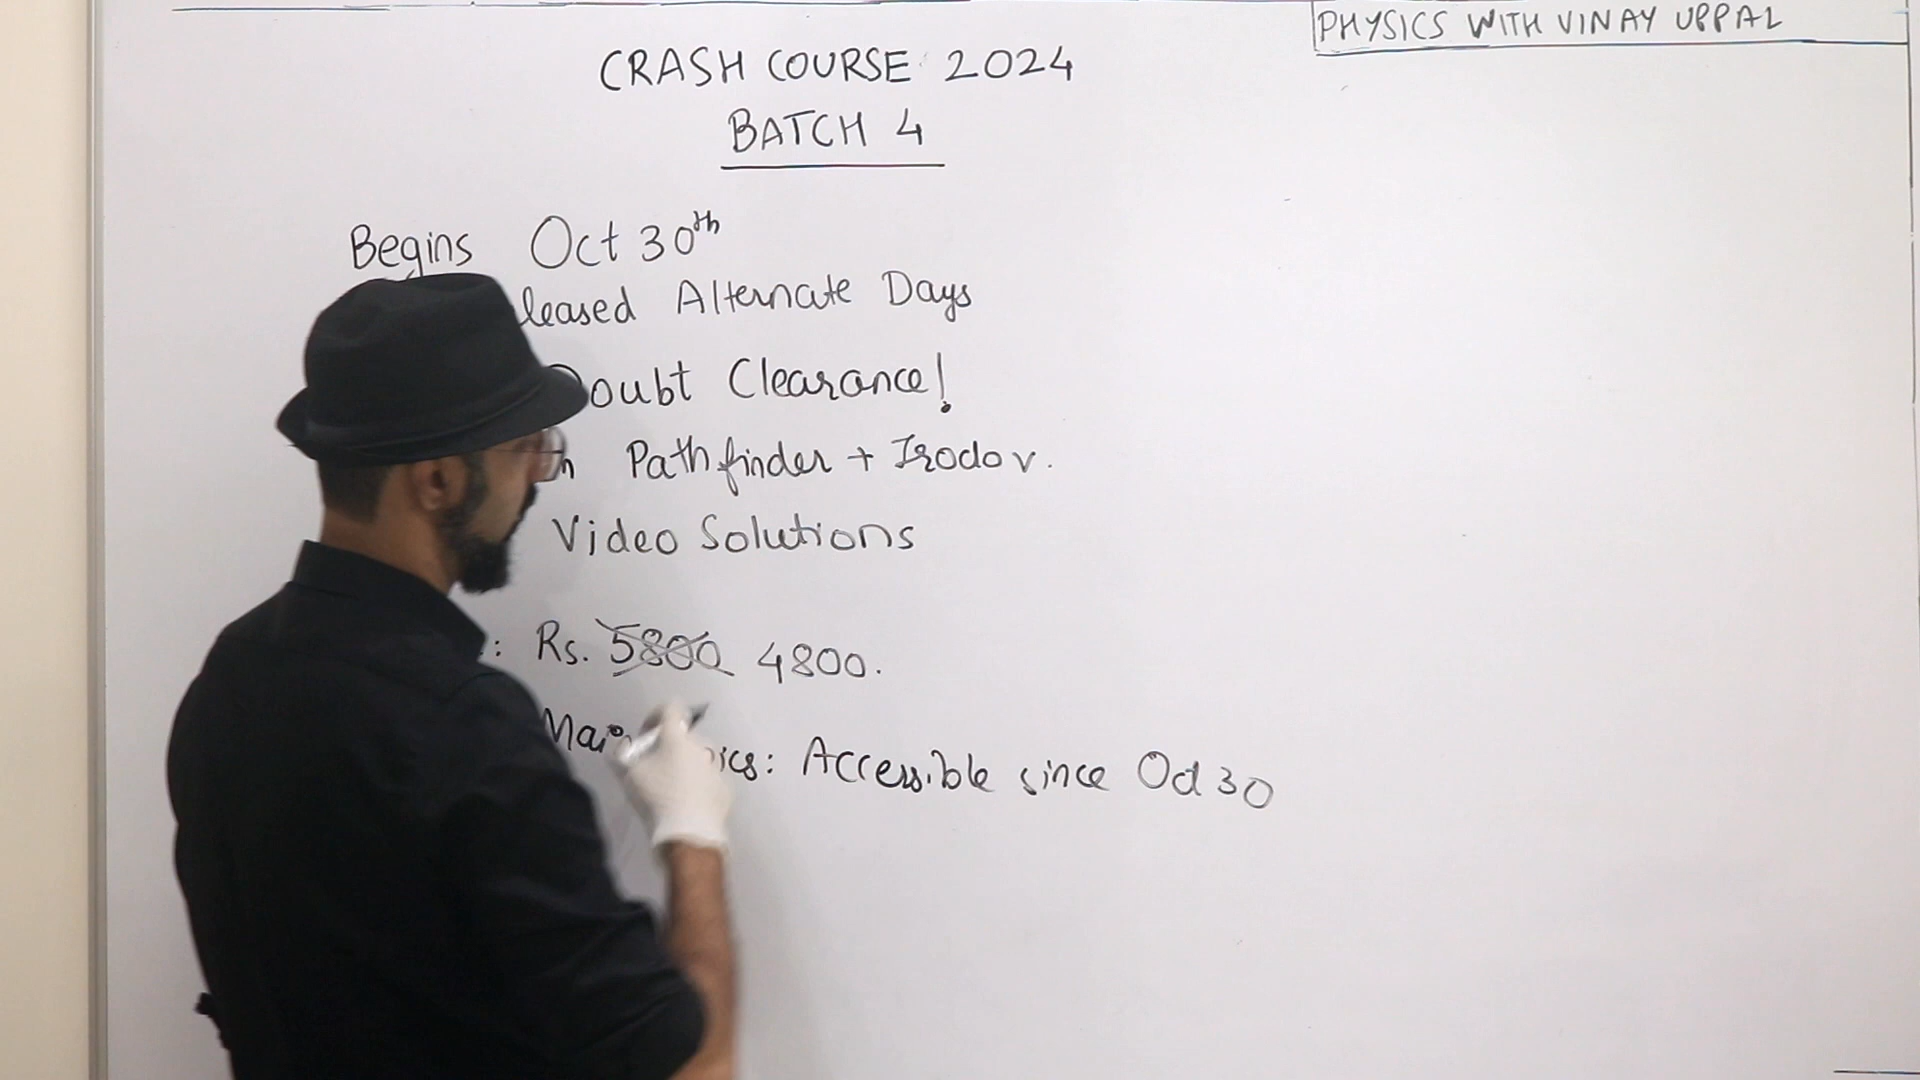 PHYSICS WITH VINAY UPPAL
CRASH COURSE 2024
BATCH 4
Begins Oct 30th
leased Alternate Days
Doubt Clearance!
Pathfinder + Irodov.
Video Solutions
: Rs. 5800 4800.
ics: Accessible since Oct 30